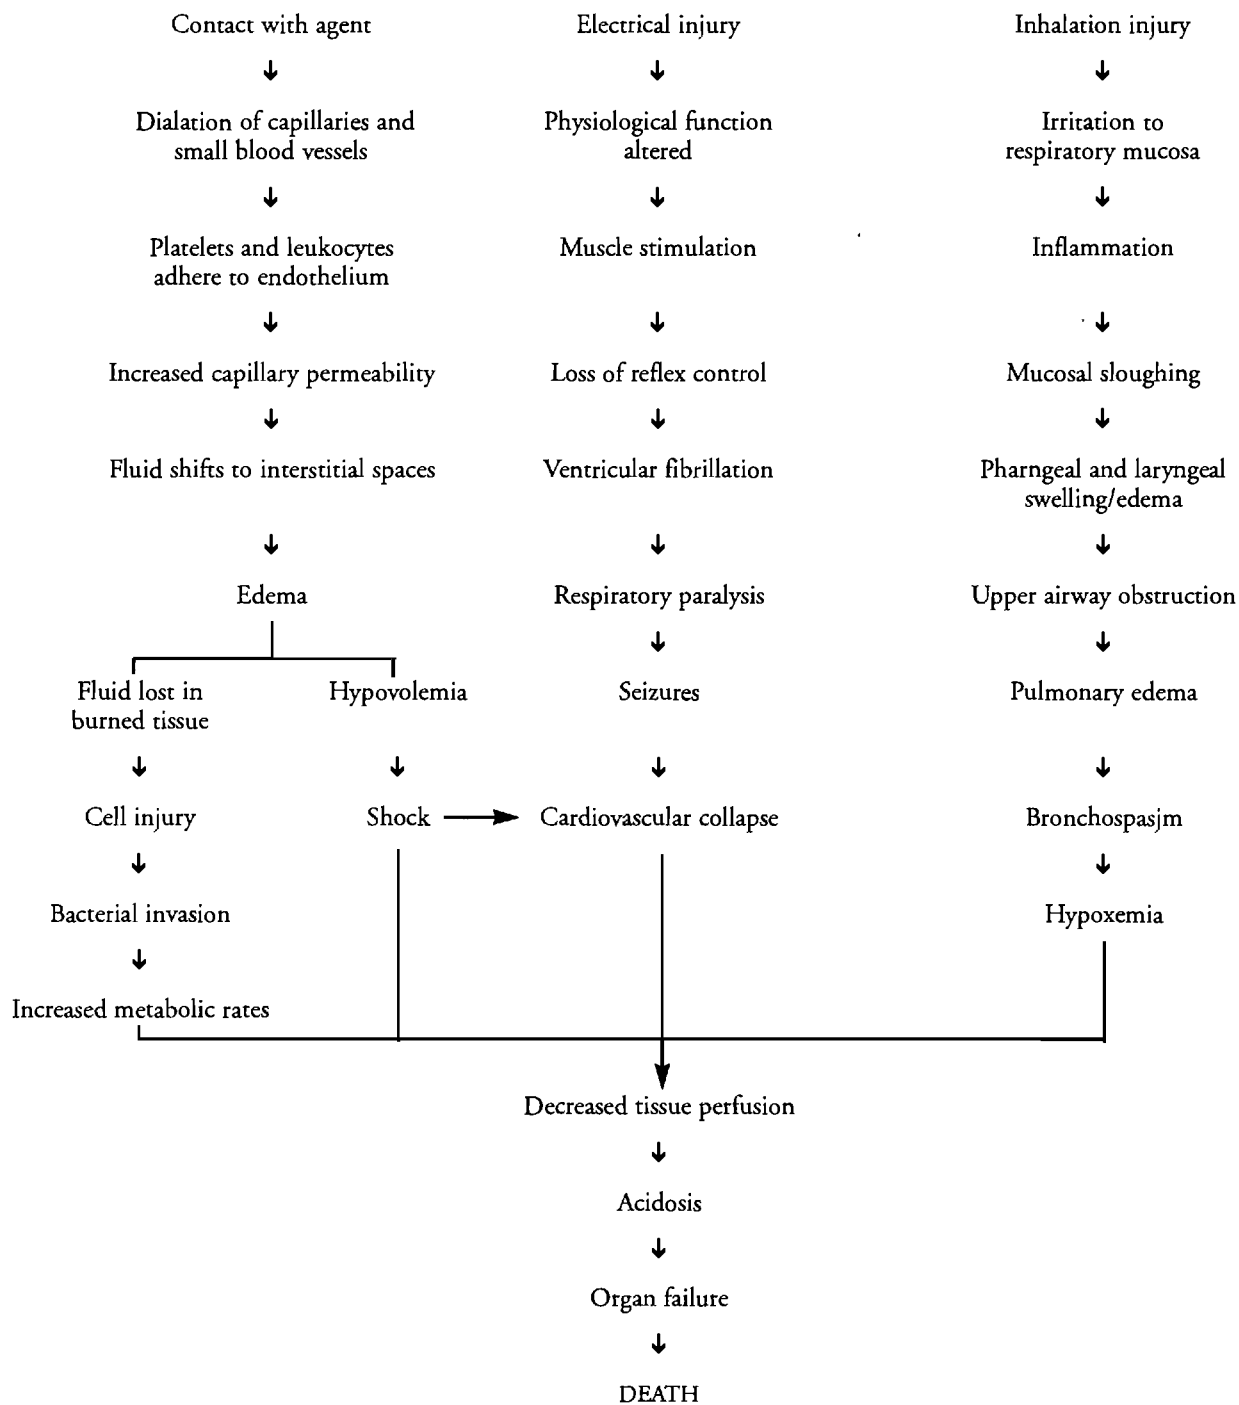 Contact with agent
Dialation of capillaries and
small blood vessels
Platelets and leukocytes
adhere to endothelium
Increased capillary permeability
Fluid shifts to interstitial spaces
Edema
Fluid lost in
burned tissue
Cell injury
Bacterial invasion
Increased metabolic rates
Hypovolemia
Shock
Electrical injury
Physiological function
altered
Muscle stimulation
Loss of reflex control
Ventricular fibrillation
Respiratory paralysis
Seizures
Cardiovascular collapse
Inhalation injury
Irritation to
respiratory mucosa
Inflammation
Mucosal sloughing
Pharngeal and laryngeal
swelling/edema
Upper airway obstruction
Pulmonary edema
Bronchospasjm
Hypoxemia
Decreased tissue perfusion
Acidosis
Organ failure
DEATH